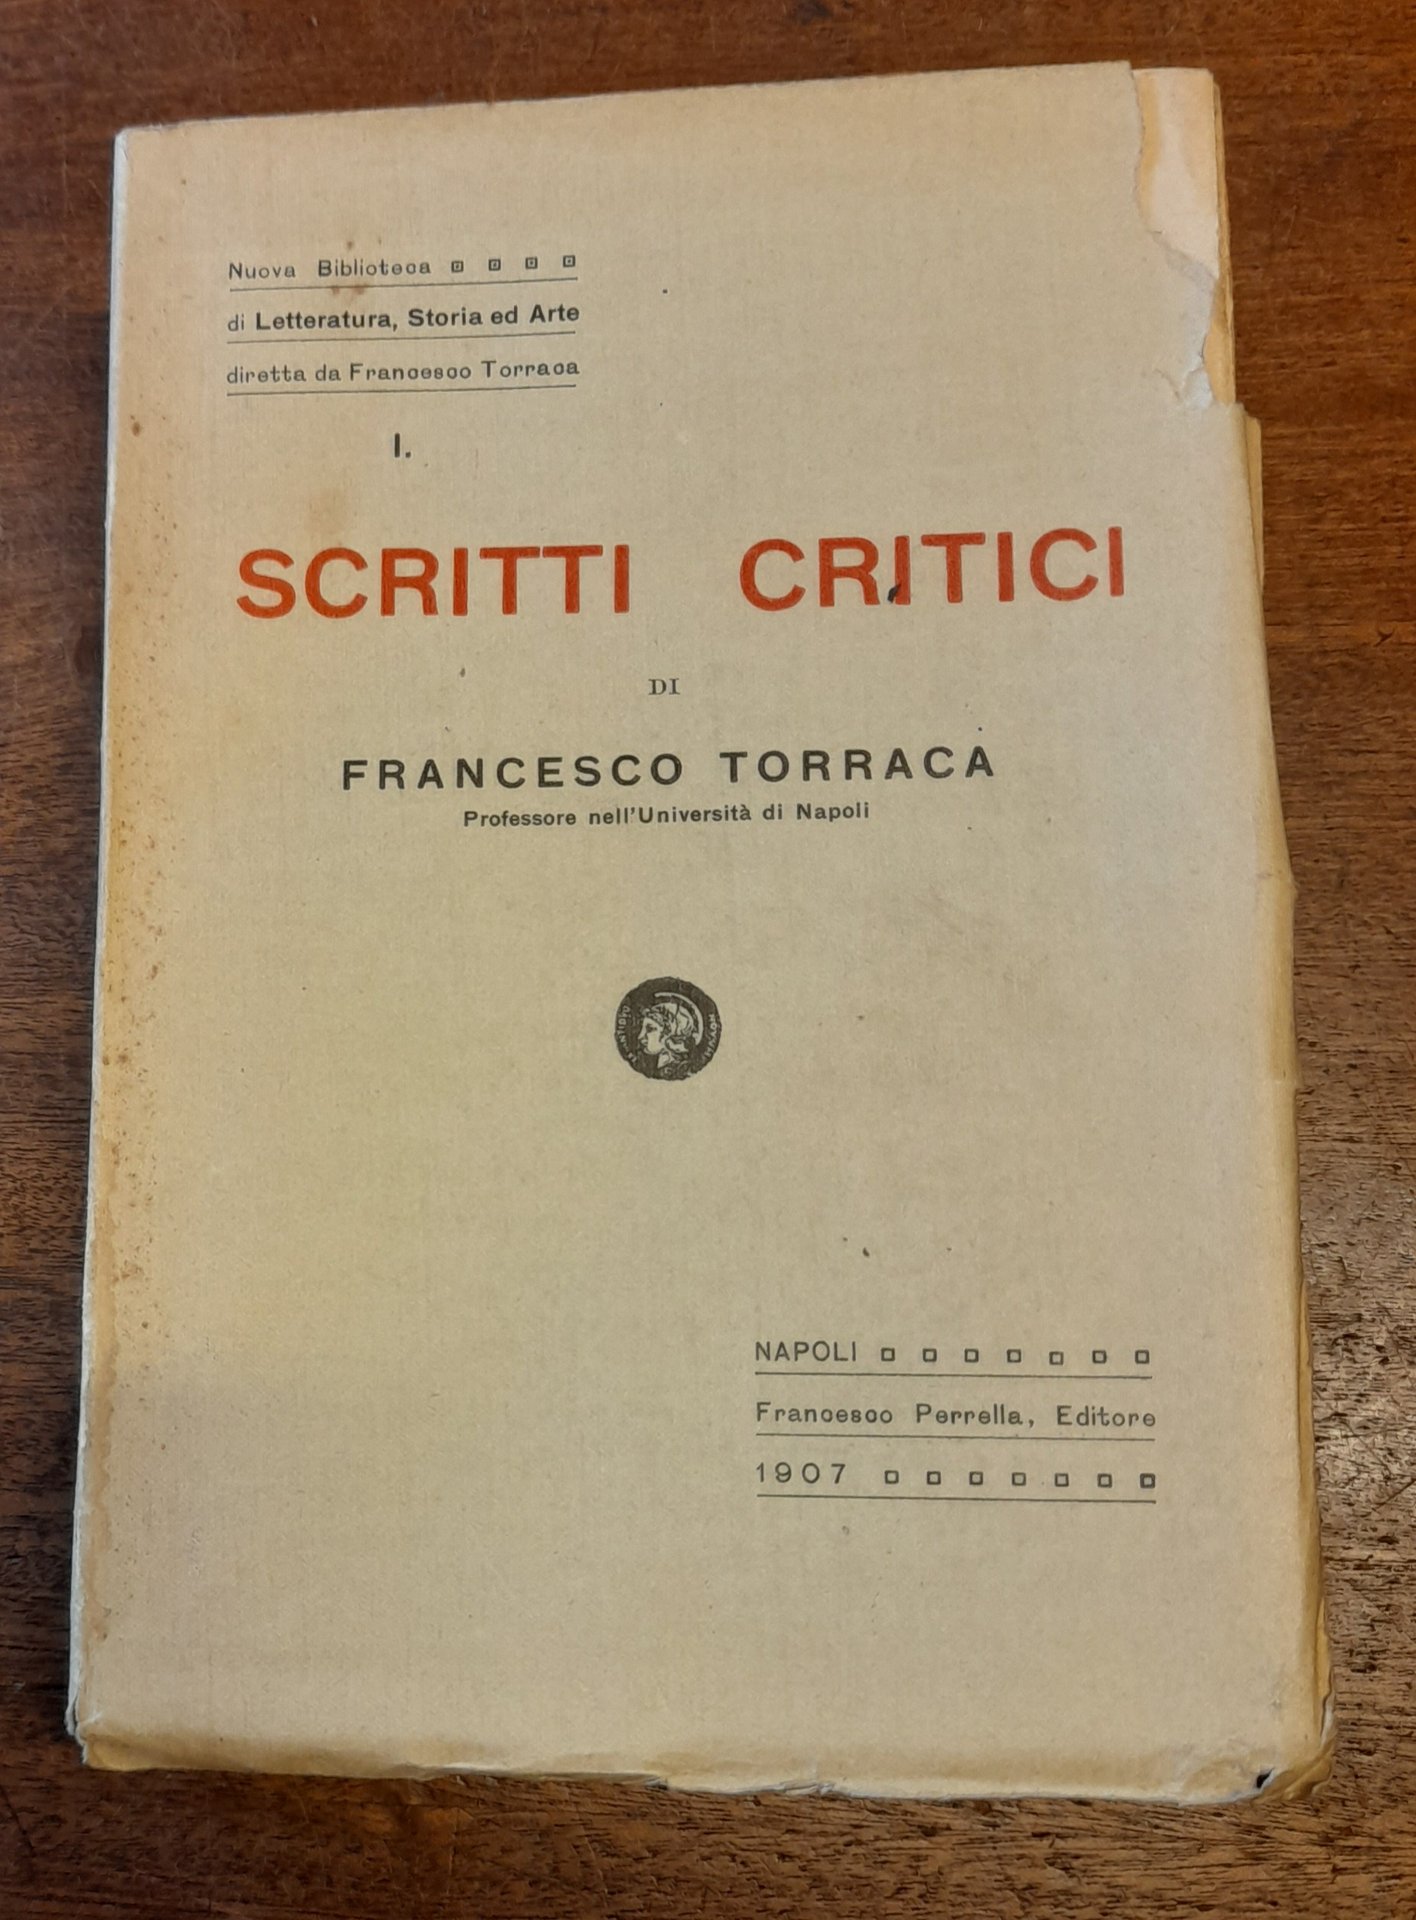 Nuova Biblioteca
di Letteratura, Storia ed Arte
diretta da Francesco Torraca
I.
SCRITTI CRITICI
DI
FRANCESCO TORRACA
Professore nell'Università di Napoli
NAPOLI
Francesco Perrella, Editore
1907